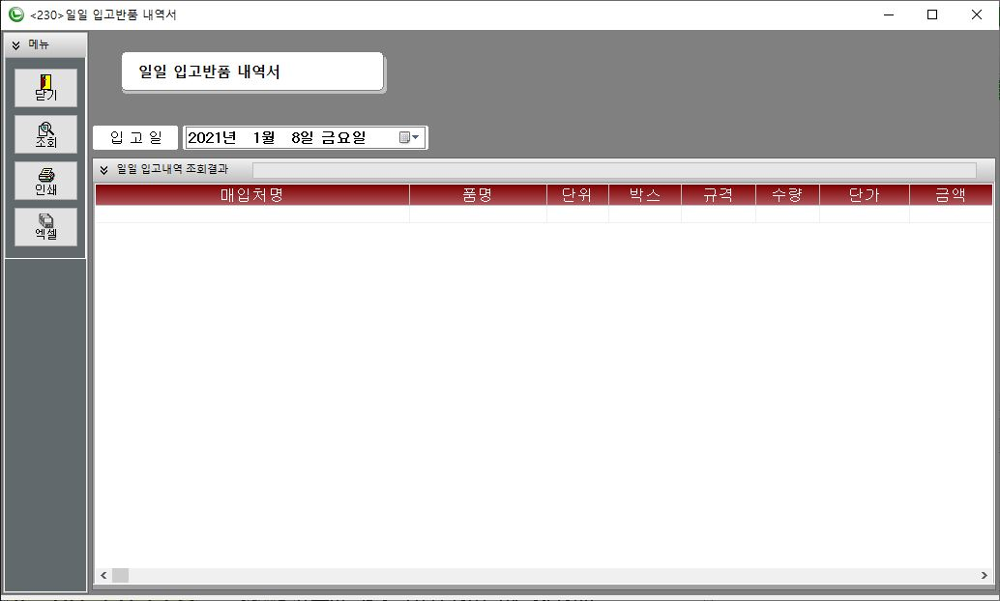 <230>일일 입고반품 내역서
메뉴
닫기
조회
인쇄
엑셀
일일 입고반품 내역서
입 고 일 2021년 1월 8일 금요일
일일 입고내역 조회결과
매입처명 품명 단위 박스 규격 수량 단가 금액